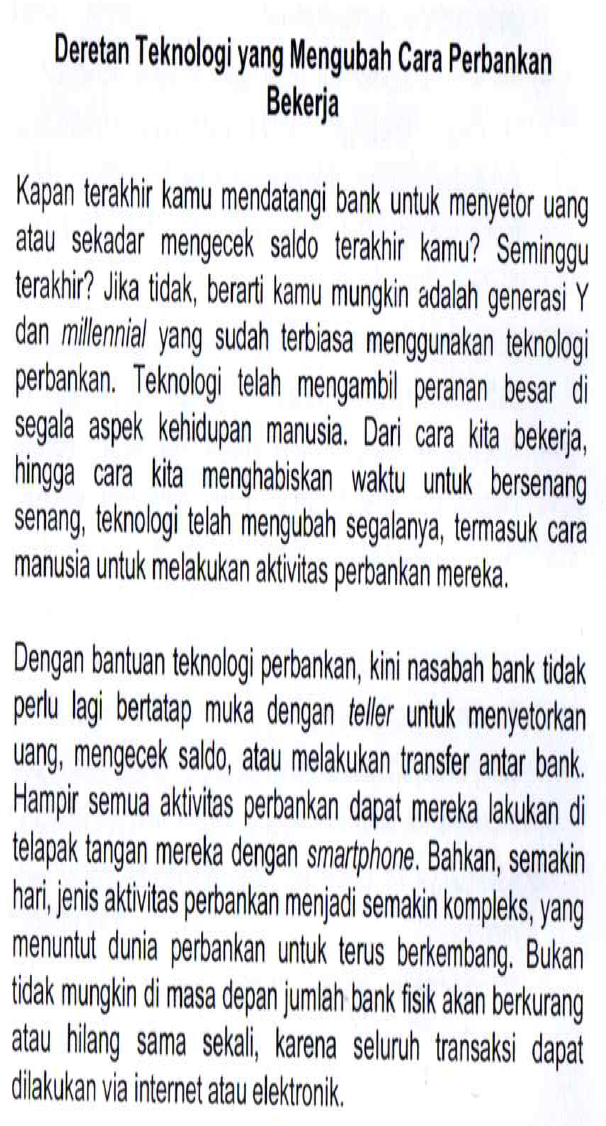 Deretan Teknologi yang Mengubah Cara Perbankan
Bekerja
Kapan terakhir kamu mendatangi bank untuk menyetor uang
atau sekadar mengecek saldo terakhir kamu? Seminggu
terakhir? Jika tidak, berarti kamu mungkin adalah generasi Y
dan millennial yang sudah terbiasa menggunakan teknologi
perbankan. Teknologi telah mengambil peranan besar di
segala aspek kehidupan manusia. Dari cara kita bekerja,
hingga cara kita menghabiskan waktu untuk bersenang
senang, teknologi telah mengubah segalanya, termasuk cara
manusia untuk melakukan aktivitas perbankan mereka.
Dengan bantuan teknologi perbankan, kini nasabah bank tidak
perlu lagi bertatap muka dengan teller untuk menyetorkan
uang, mengecek saldo, atau melakukan transfer antar bank.
Hampir semua aktivitas perbankan dapat mereka lakukan di
telapak tangan mereka dengan smartphone. Bahkan, semakin
hari, jenis aktivitas perbankan menjadi semakin kompleks, yang
menuntut dunia perbankan untuk terus berkembang. Bukan
tidak mungkin di masa depan jumlah bank fisik akan berkurang
atau hilang sama sekali, karena seluruh transaksi dapat
dilakukan via internet atau elektronik.